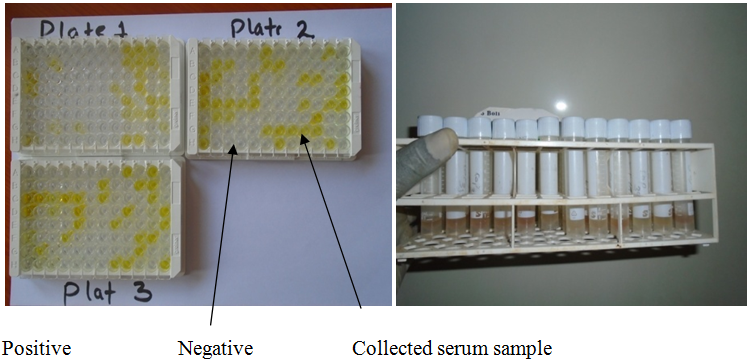 Plate 1
Plate 2
Plat 3
Positive Negative Collected serum sample